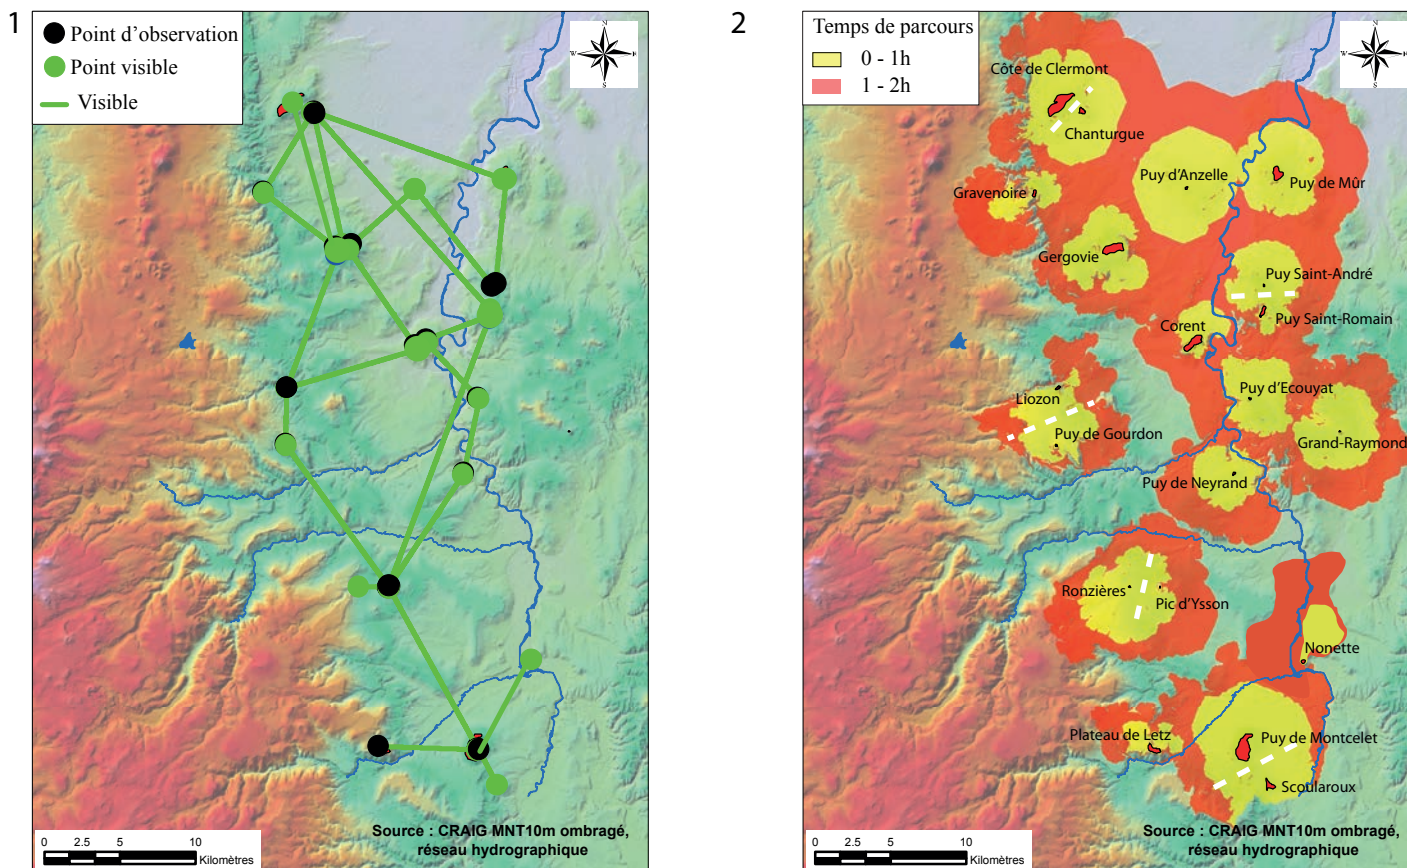 1
Point d'observation
Point visible
Visible
N
W
E
S
0 2.5 5 10
Kilomètres
Source : CRAIG MNT10m ombragé,
réseau hydrographique
2
Temps de parcours
0 - 1h
1 - 2h
N
W
E
S
Côte de Clermont
Chanturgue
Puy d'Anzelle
Puy de Mûr
Gravenoire
Gergovie
Puy Saint-André
Puy Saint-Romain
Corent
Liozon
Puy d'Ecouyat
Puy de Gourdon
Grand-Raymond
Puy de Neyrand
Ronzières
Pic d'Ysson
Nonette
Plateau de Letz
Puy de Montcelet
Scoularoux
0 2.5 5 10
Kilomètres
Source : CRAIG MNT10m ombragé,
réseau hydrographique